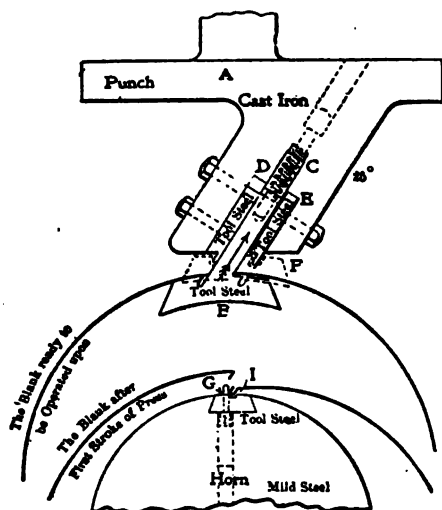 Punch
A
Cast Iron
D
C
E
25°
Tool Steel
Tool Steel
F
Tool Steel
B
The Blank ready to
be Operated upon
The Blank after
First Stroke of Press
G
I
Tool Steel
Horn
Mild Steel